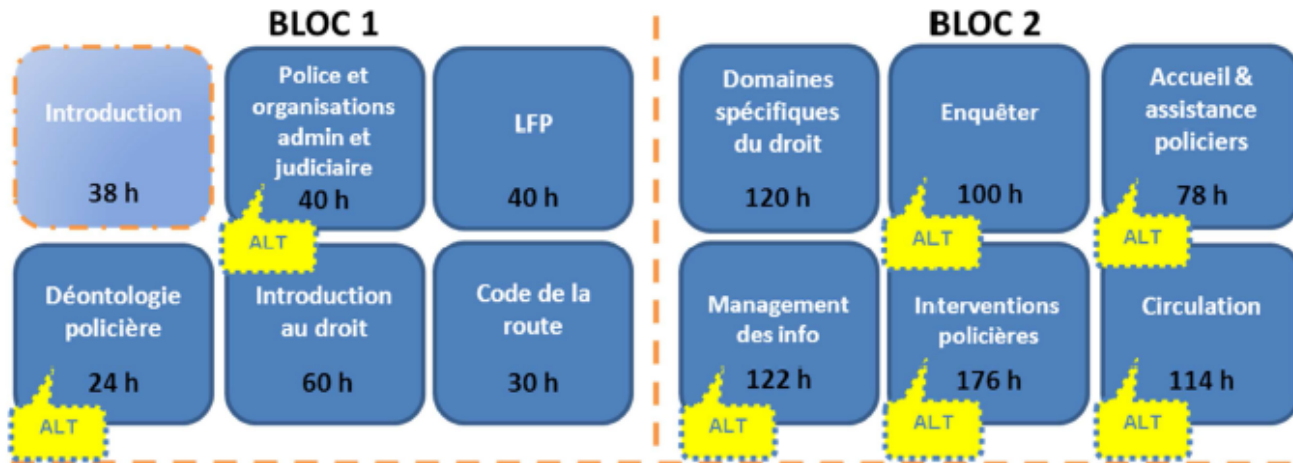 BLOC 1
Introduction
38 h
Police et
organisations
admin et
judiciaire
40 h
ALT
LFP
40 h
Déontologie
policière
24 h
ALT
Introduction
au droit
60 h
Code de la
route
30 h
BLOC 2
Domaines
spécifiques
du droit
120 h
Enquêter
100 h
ALT
Accueil &
assistance
policiers
78 h
ALT
Management
des info
122 h
ALT
Interventions
policières
176 h
ALT
Circulation
114 h
ALT